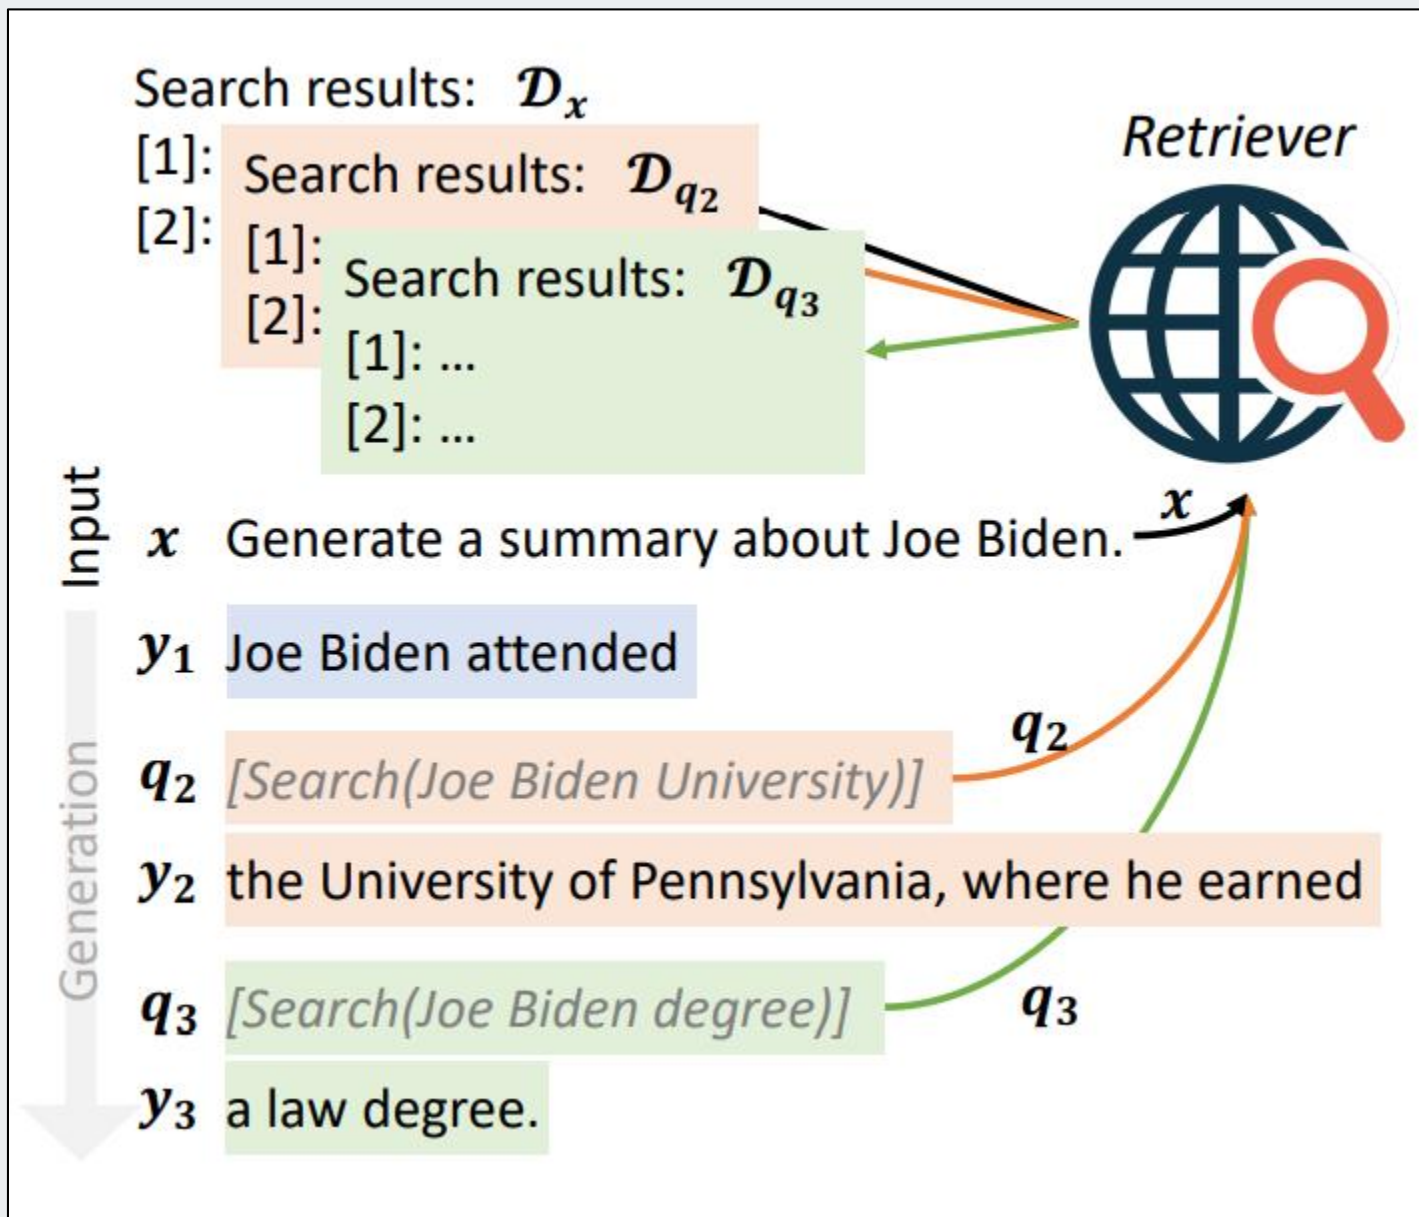 Search results: 𝒟x
[1]:
[2]:
Search results: 𝒟q2
[1]:
[2]:
Search results: 𝒟q3
[1]: ...
[2]: ...
Retriever
Input
x Generate a summary about Joe Biden.
x
Generation
y1 Joe Biden attended
q2 [Search(Joe Biden University)]
q2
y2 the University of Pennsylvania, where he earned
q3 [Search(Joe Biden degree)]
q3
y3 a law degree.